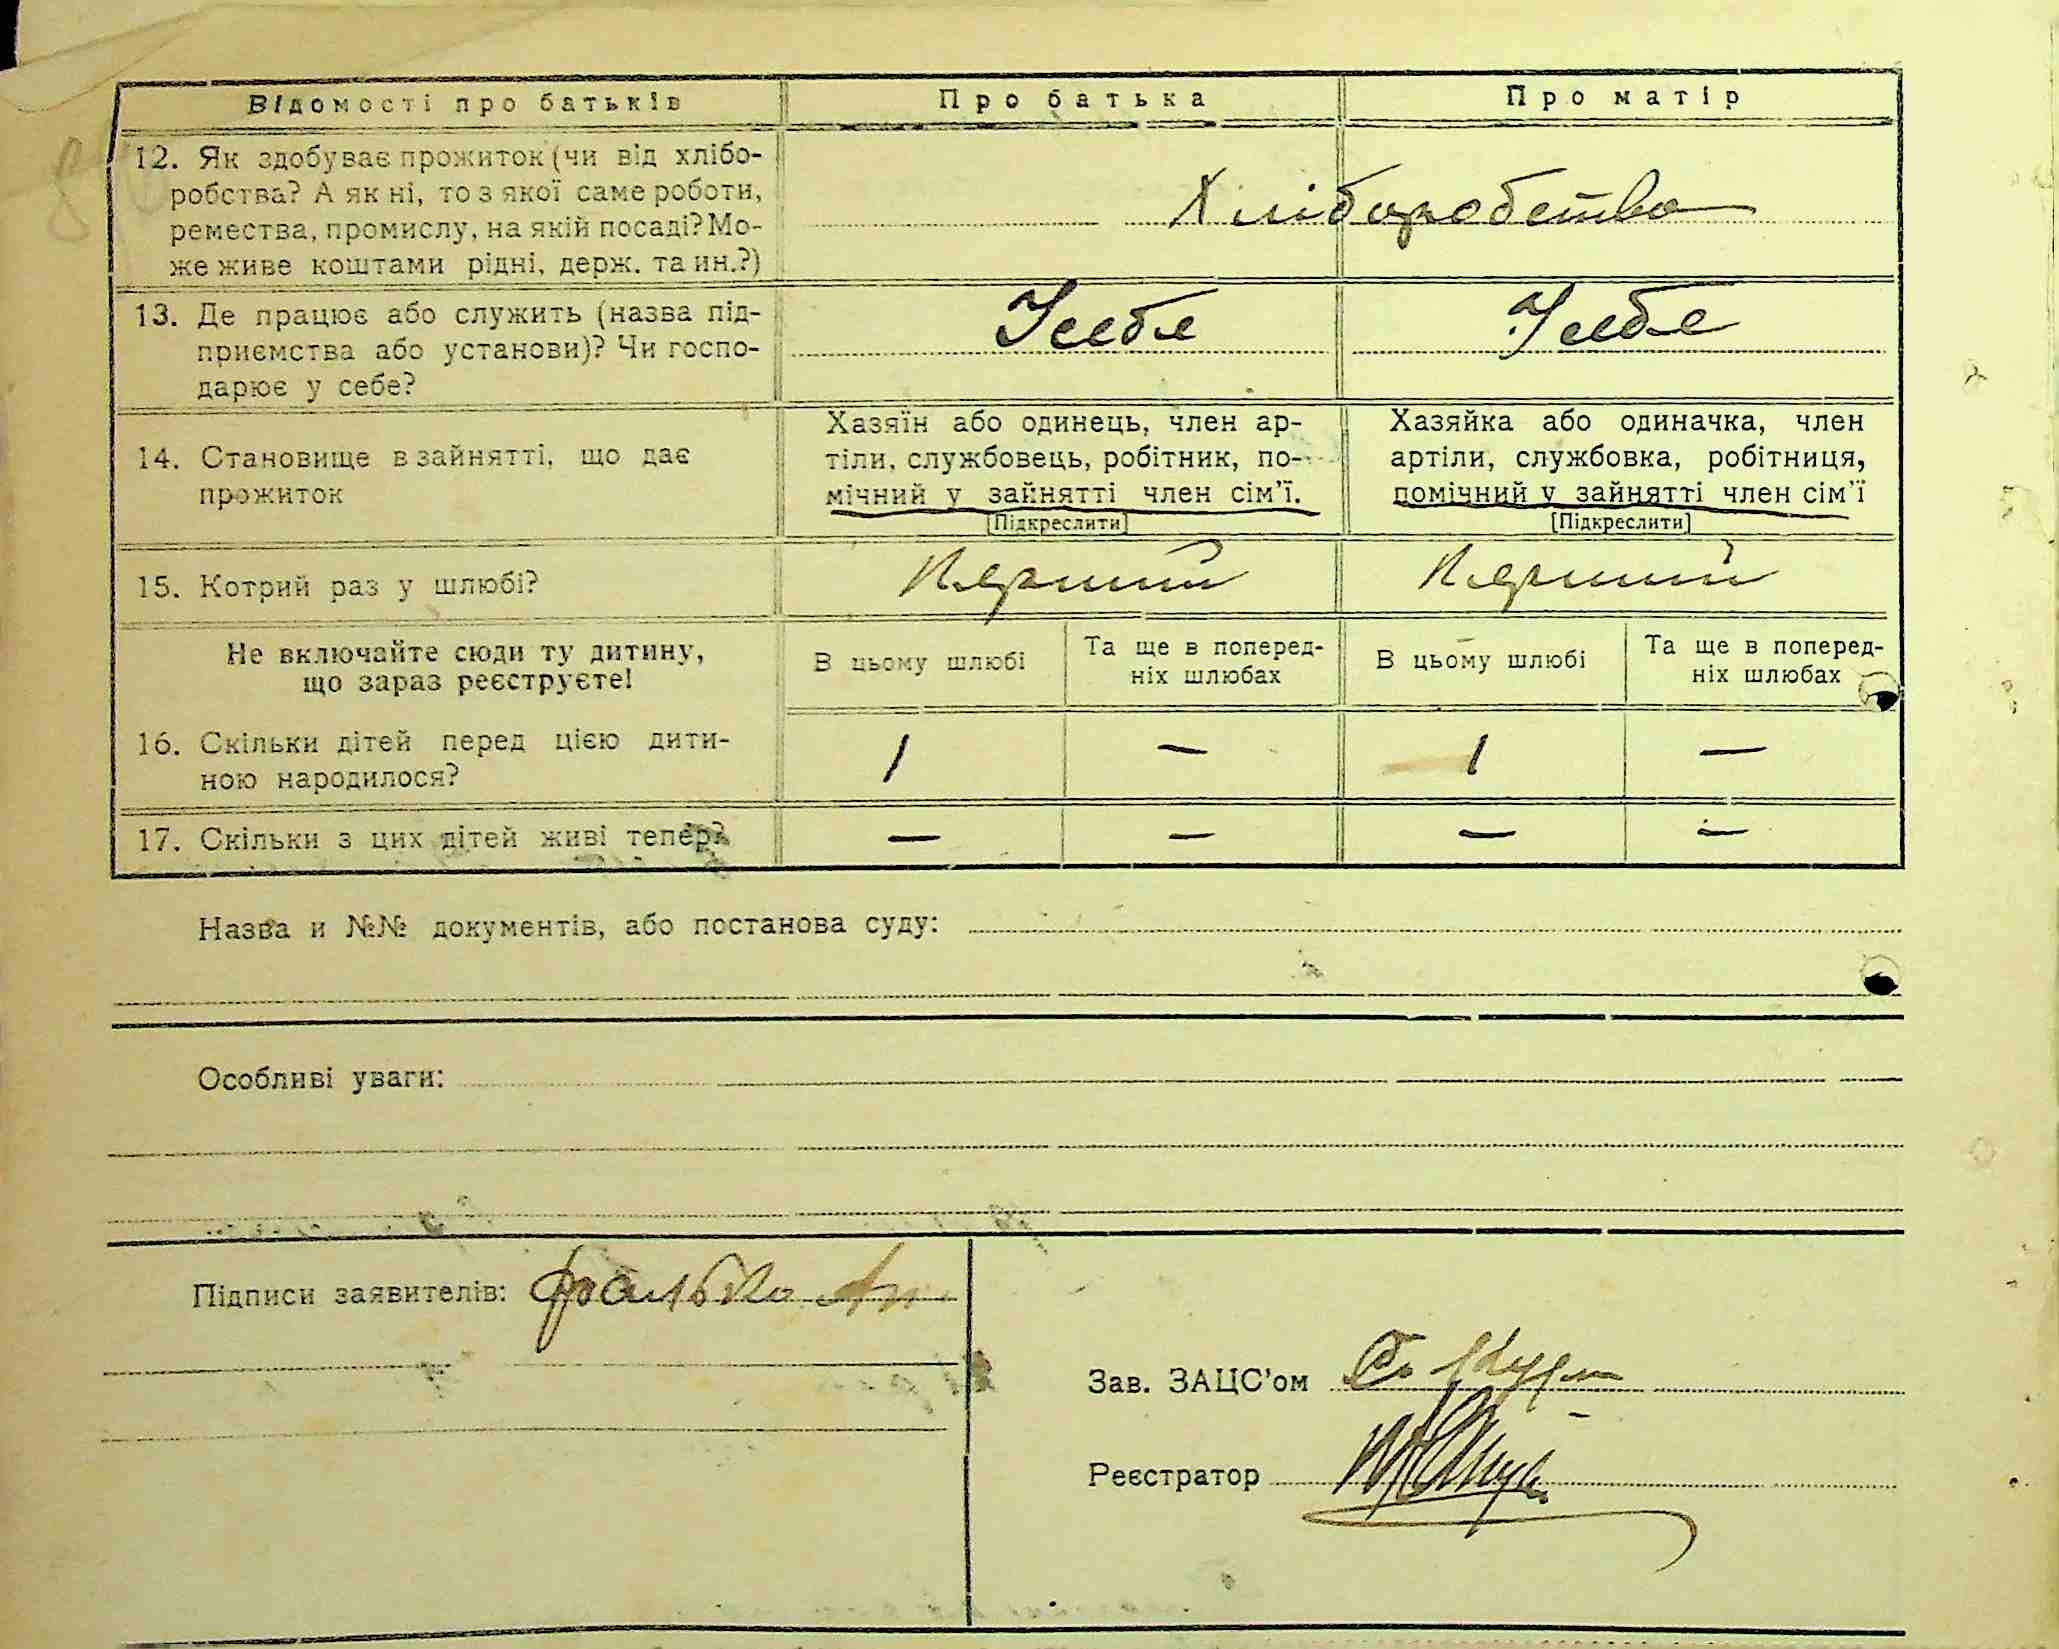 Відомості про батьків
Про батька
Про матір
12. Як здобуває прожиток (чи від хлібо-
робства? А як ні, то з якої саме роботи,
ремества, промислу, на якій посаді? Мо-
же живе коштами рідні, держ. та ин.?)
Хліборобство
13. Де працює або служить (назва під-
приємства або установи)? Чи госпо-
дарює у себе?
У себе
У себе
14. Становище в зайнятті, що дає
прожиток
Хазяїн або одинець, член ар-
тіли, службовець, робітник, по-
мічний у зайнятті член сім'ї.
[Підкреслити]
Хазяйка або одиначка, член
артіли, службовка, робітниця,
помічний у зайнятті член сім'ї
[Підкреслити]
15. Котрий раз у шлюбі?
Перший
Перший
Не включайте сюди ту дитину,
що зараз реєструєте!
В цьому шлюбі
Та ще в поперед-
ніх шлюбах
В цьому шлюбі
Та ще в поперед-
ніх шлюбах
16. Скільки дітей перед цією дити-
ною народилося?
1
—
1
—
17. Скільки з цих дітей живі тепер?
—
—
—
—
Назва и №№ документів, або постанова суду:
Особливі уваги:
Підписи заявителів:
Зав. ЗАЦС'ом
Реєстратор